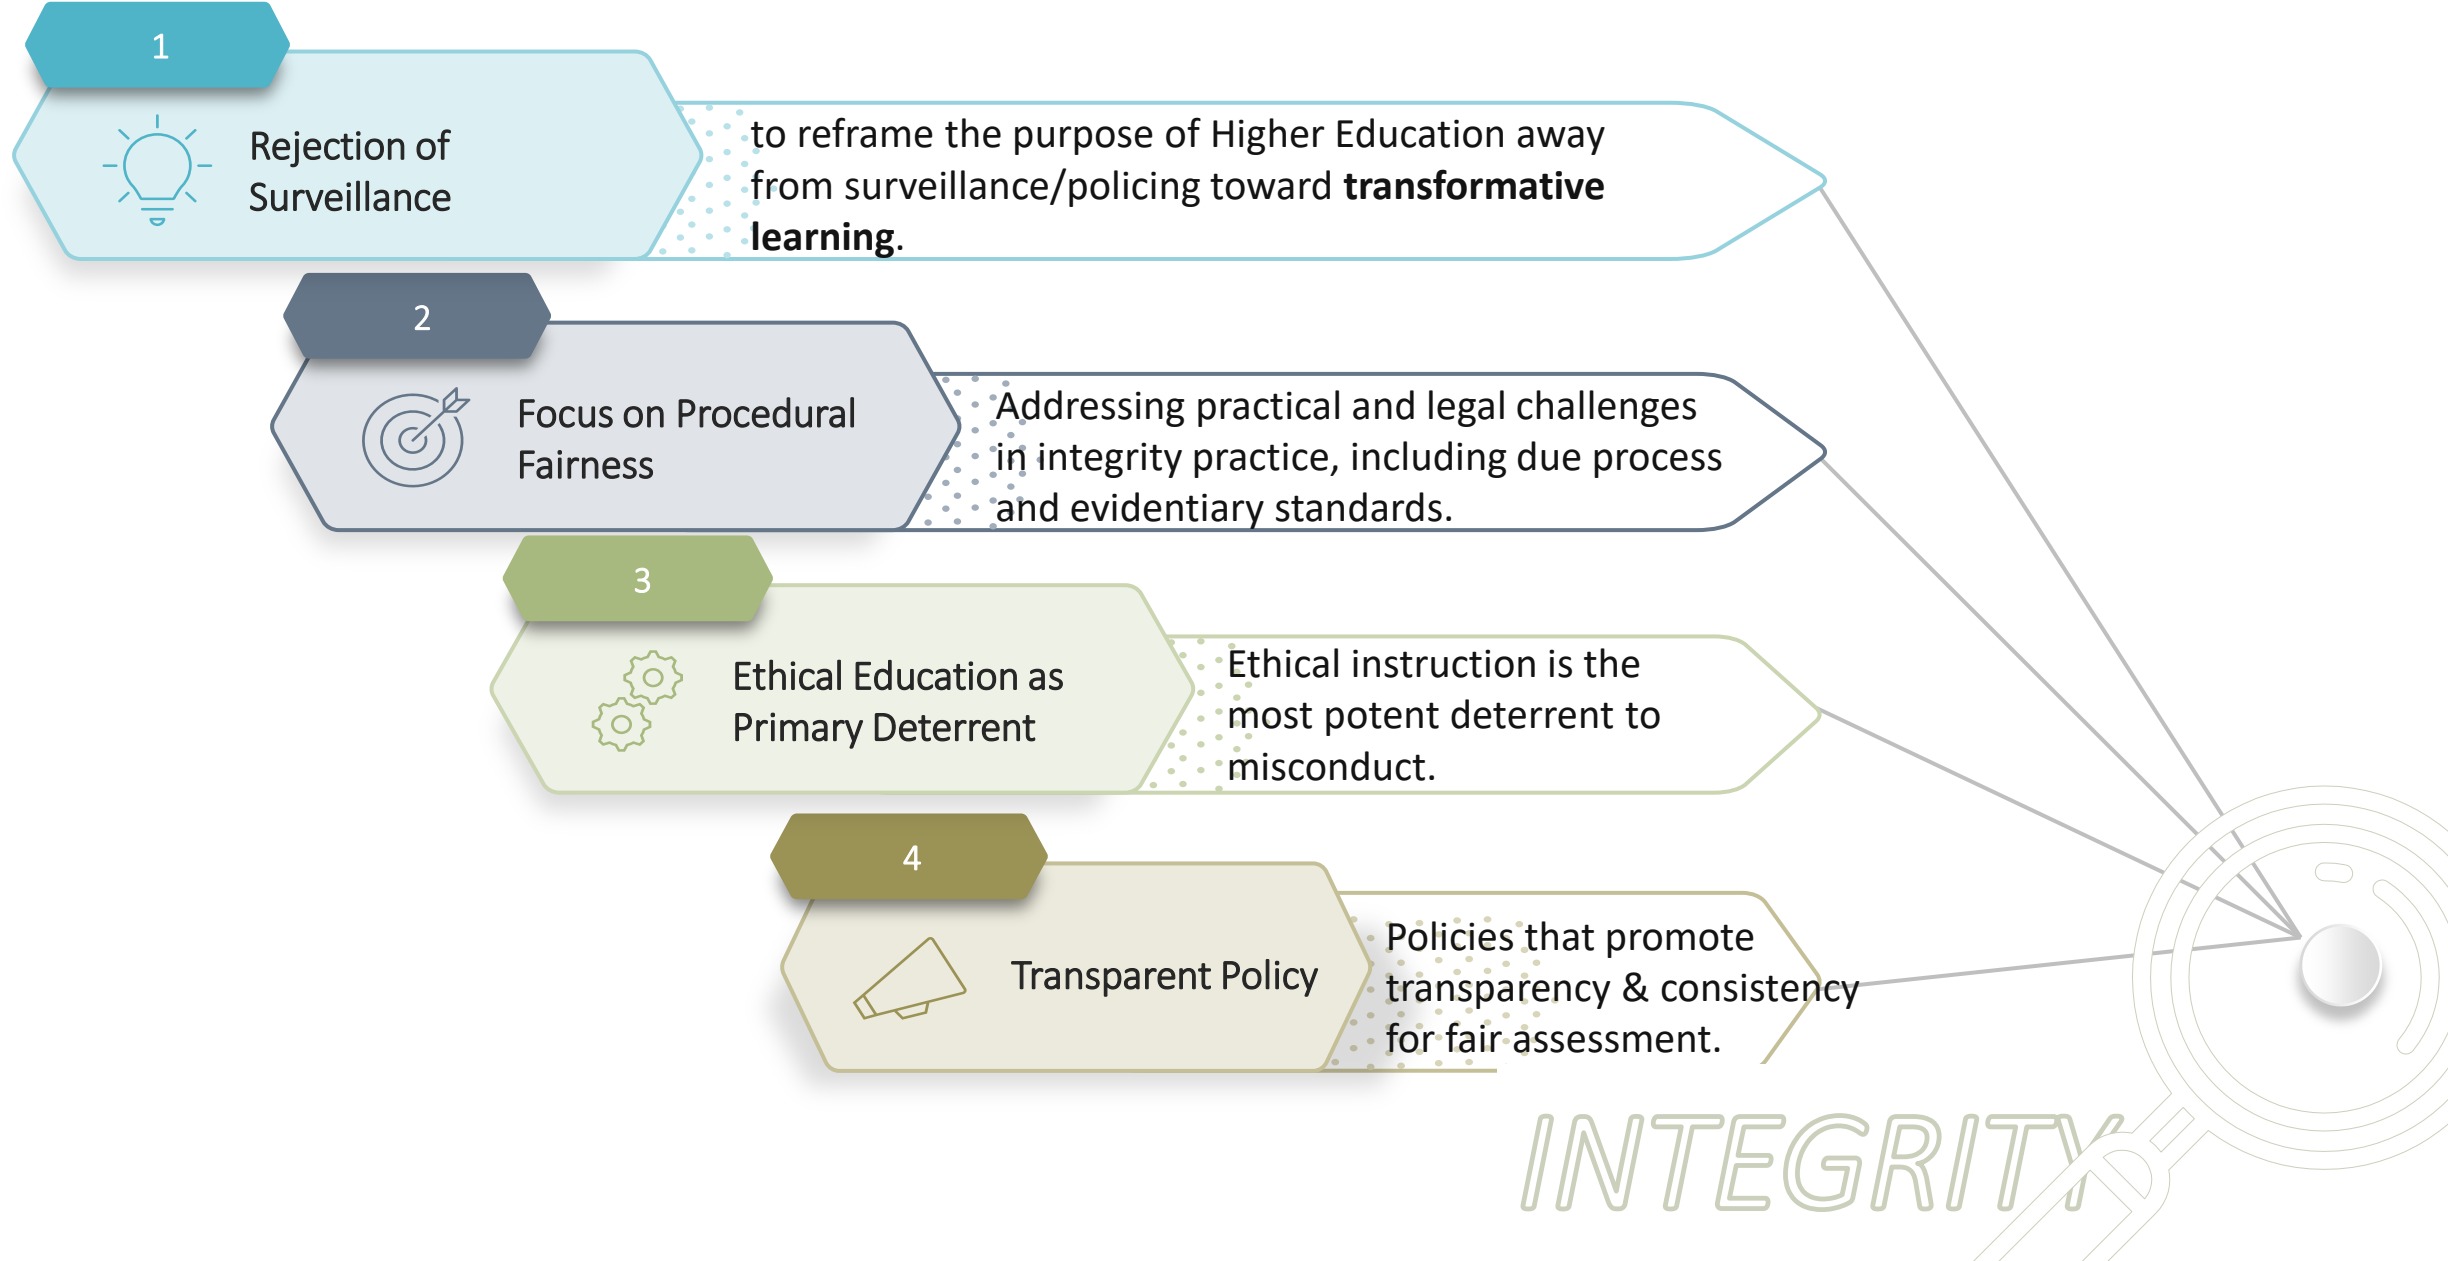 1
Rejection of
Surveillance
to reframe the purpose of Higher Education away
from surveillance/policing toward transformative
learning.
2
Focus on Procedural
Fairness
Addressing practical and legal challenges
in integrity practice, including due process
and evidentiary standards.
3
Ethical Education as
Primary Deterrent
Ethical instruction is the
most potent deterrent to
misconduct.
4
Transparent Policy
Policies that promote
transparency & consistency
for fair assessment.
INTEGRITY